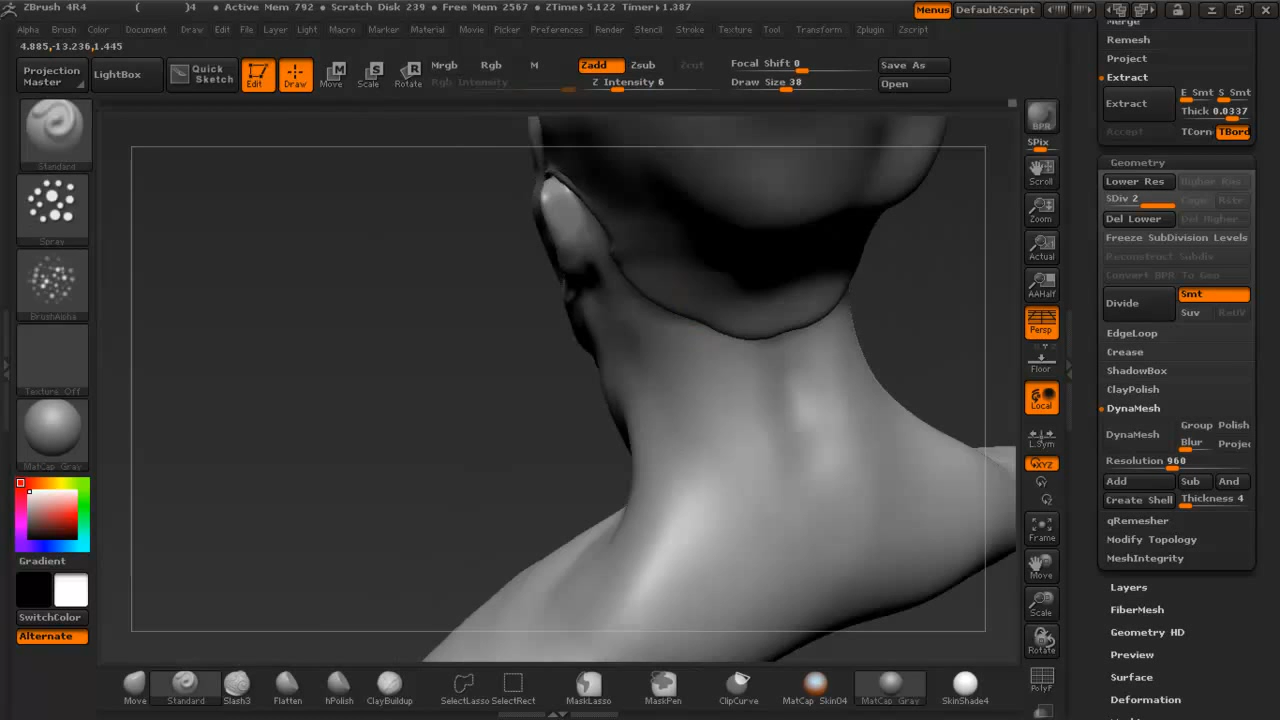 ZBrush 4R4 ( )4 • Active Mem 792 • Scratch Disk 239 • Free Mem 2567 • ZTime▸5.122 Timer▸1.387 Menus DefaultZScript
Alpha Brush Color Document Draw Edit File Layer Light Macro Marker Material Movie Picker Preferences Render Stencil Stroke Texture Tool Transform Zplugin Zscript
4.885,-13.236,1.445
Projection Master
LightBox
Quick Sketch
Edit
Draw
Move
Scale
Rotate
Mrgb Rgb M
Rgb Intensity
Zadd Zsub Zcut
Z Intensity 6
Focal Shift 0
Draw Size 38
Save As
Open
Standard
Spray
BrushAlpha
Texture Off
MatCap Gray
Gradient
SwitchColor
Alternate
BPR
SPix
Scroll
Zoom
Actual
AAHalf
Persp
Floor
Local
L.Sym
XYZ
Frame
Move
Scale
Rotate
PolyF
Merge
Remesh
Project
Extract
Extract E Smt S Smt
Thick 0.0337
Accept TCorn TBord
Geometry
Lower Res Higher Res
SDiv 2 Cage Rstr
Del Lower Del Higher
Freeze SubDivision Levels
Reconstruct Subdiv
Convert BPR To Geo
Divide Smt
Suv ReUV
EdgeLoop
Crease
ShadowBox
ClayPolish
DynaMesh
DynaMesh Group Polish
Blur Projec
Resolution 960
Add Sub And
Create Shell Thickness 4
qRemesher
Modify Topology
MeshIntegrity
Layers
FiberMesh
Geometry HD
Preview
Surface
Deformation
Move Standard Slash3 Flatten hPolish ClayBuildup SelectLasso SelectRect MaskLasso MaskPen ClipCurve MatCap Skin04 MatCap Gray SkinShade4